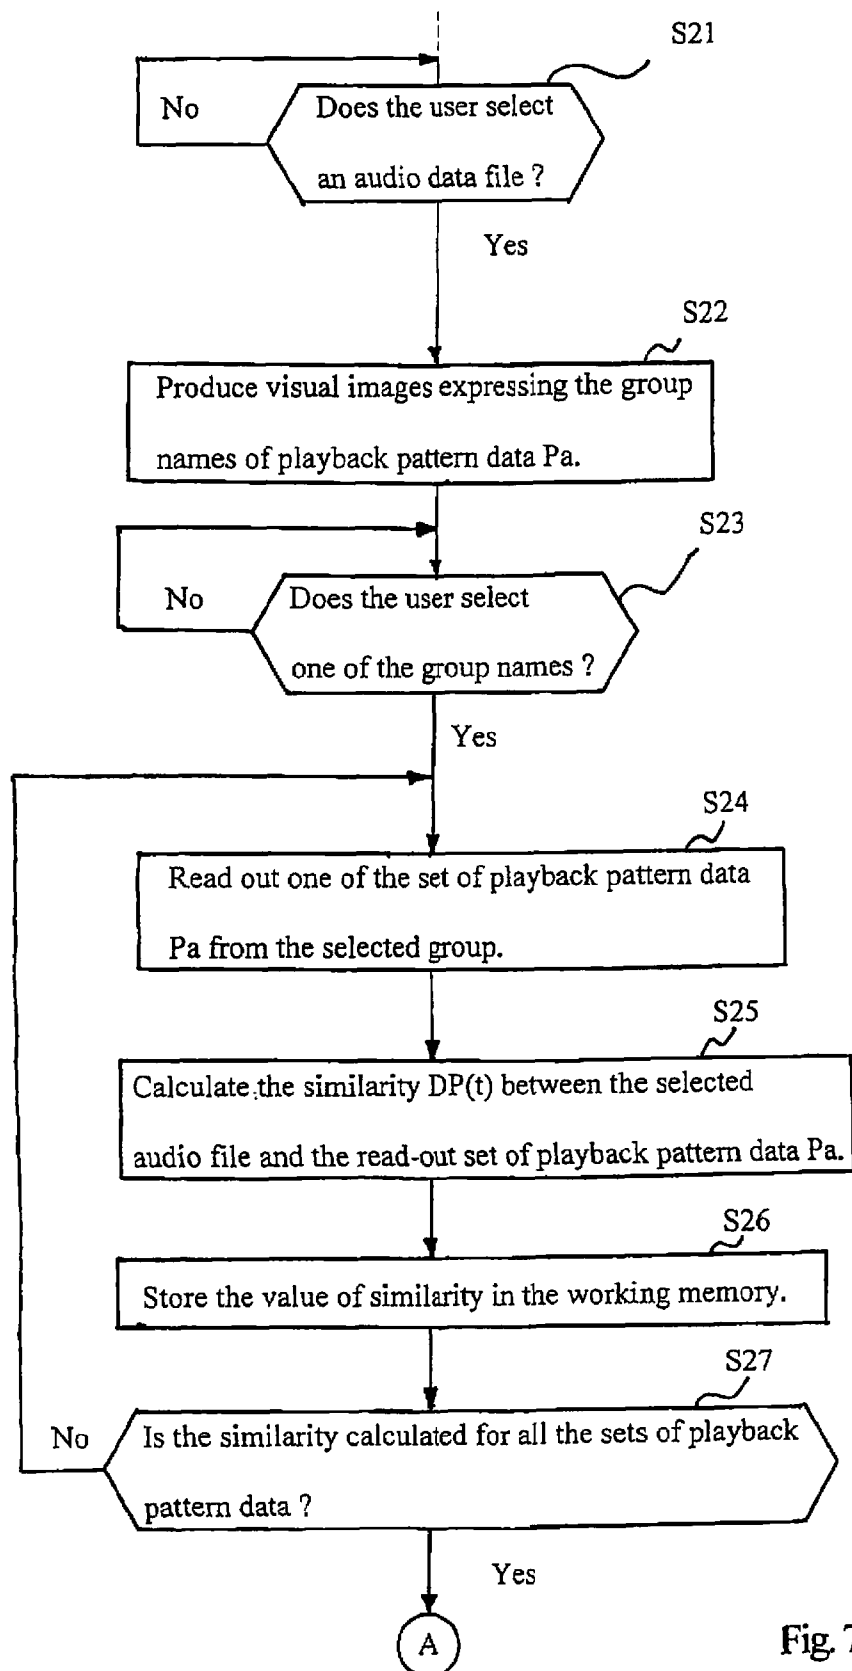 S21
No
Does the user select
an audio data file ?
Yes
S22
Produce visual images expressing the group
names of playback pattern data Pa.
S23
No
Does the user select
one of the group names ?
Yes
S24
Read out one of the set of playback pattern data
Pa from the selected group.
S25
Calculate the similarity DP(t) between the selected
audio file and the read-out set of playback pattern data Pa.
S26
Store the value of similarity in the working memory.
S27
No
Is the similarity calculated for all the sets of playback
pattern data ?
Yes
A
Fig. 7